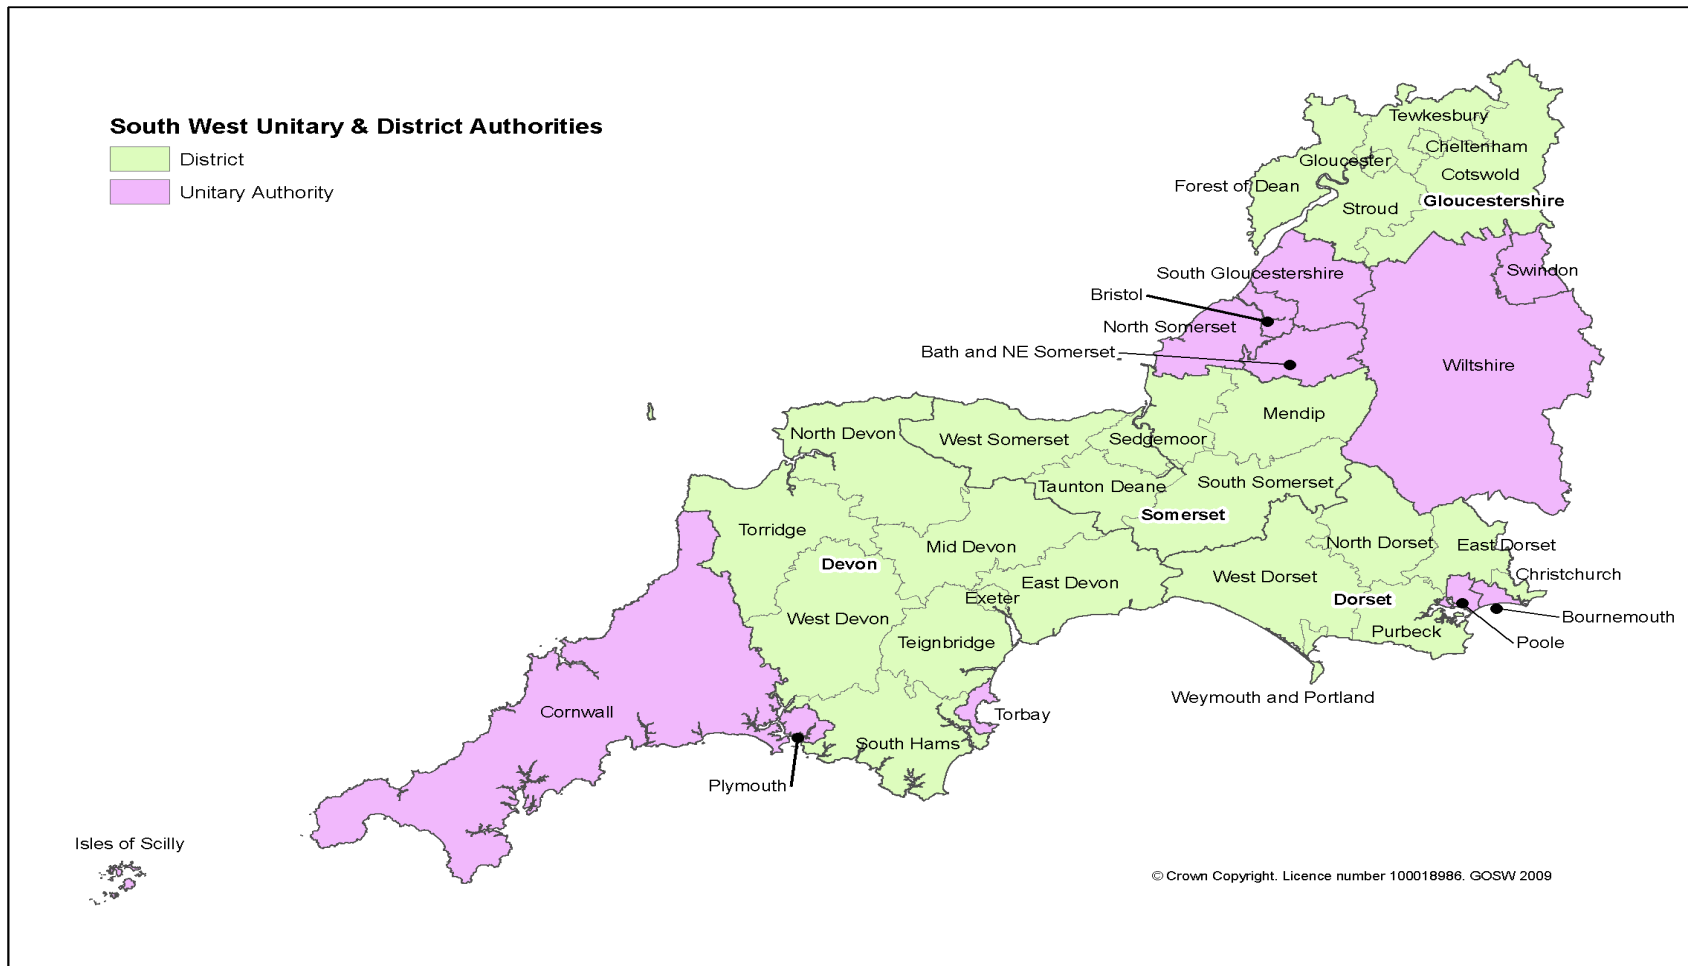 South West Unitary & District Authorities
District
Unitary Authority
Tewkesbury
Cheltenham
Gloucester
Cotswold
Forest of Dean
Gloucestershire
Stroud
South Gloucestershire
Swindon
Bristol
North Somerset
Bath and NE Somerset
Wiltshire
Mendip
North Devon
West Somerset
Sedgemoor
Taunton Deane
South Somerset
Somerset
Torridge
Mid Devon
North Dorset
East Dorset
Devon
East Devon
West Dorset
Christchurch
Exeter
Dorset
West Devon
Bournemouth
Teignbridge
Purbeck
Poole
Weymouth and Portland
Cornwall
Torbay
South Hams
Plymouth
Isles of Scilly
© Crown Copyright. Licence number 100018986. GOSW 2009